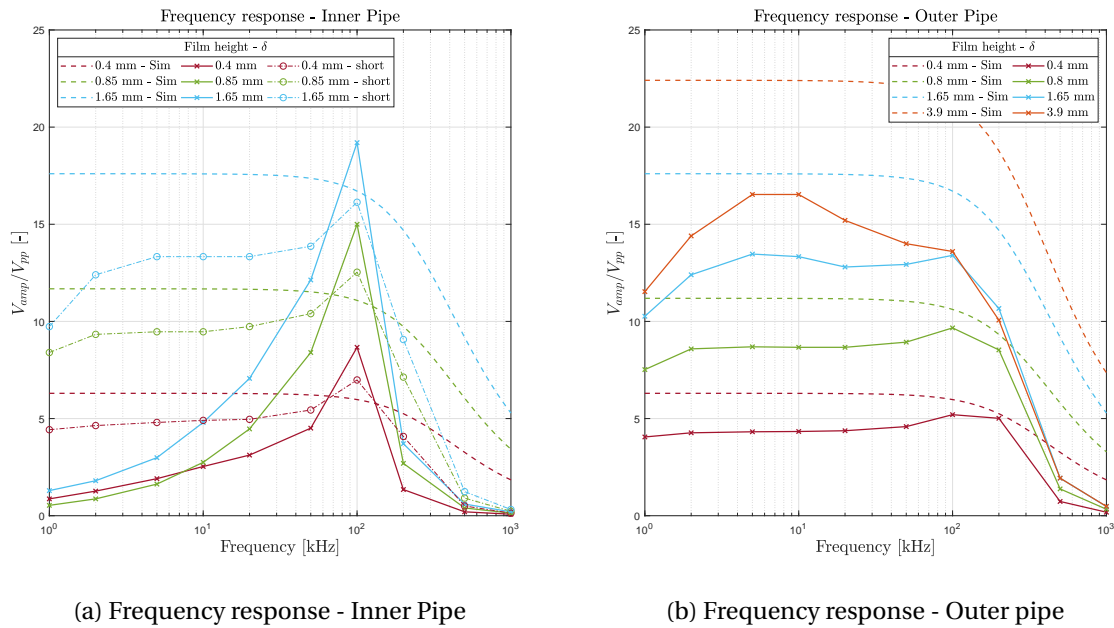 Frequency response - Inner Pipe
Film height - δ
0.4 mm - Sim 0.4 mm 0.4 mm - short
0.85 mm - Sim 0.85 mm 0.85 mm - short
1.65 mm - Sim 1.65 mm 1.65 mm - short
25
20
15
10
5
0
V_amp/V_pp [-]
10^0 10^1 10^2 10^3
Frequency [kHz]
(a) Frequency response - Inner Pipe
Frequency response - Outer Pipe
Film height - δ
0.4 mm - Sim 0.4 mm
0.8 mm - Sim 0.8 mm
1.65 mm - Sim 1.65 mm
3.9 mm - Sim 3.9 mm
25
20
15
10
5
0
V_amp/V_pp [-]
10^0 10^1 10^2 10^3
Frequency [kHz]
(b) Frequency response - Outer pipe